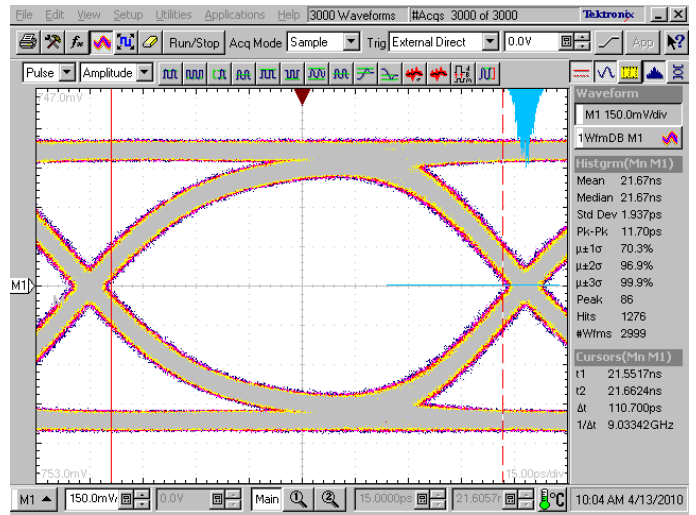 File Edit View Setup Utilities Applications Help 3000 Waveforms #Acqs 3000 of 3000 Tektronix
Run/Stop Acq Mode Sample Trig External Direct 0.0V App
Pulse Amplitude
747.0mV
Waveform
M1 150.0mV/div
1WfmDB M1
Histgrm(Mn M1)
Mean 21.67ns
Median 21.67ns
Std Dev 1.937ps
Pk-Pk 11.70ps
µ±1σ 70.3%
µ±2σ 96.9%
µ±3σ 99.9%
Peak 86
Hits 1276
#Wfms 2999
Cursors(Mn M1)
t1 21.5517ns
t2 21.6624ns
Δt 110.700ps
1/Δt 9.03342GHz
M1
-753.0mV
15.00ps/div
M1 150.0mV/ 0.0V Main 15.0000ps 21.6057r °C 10:04 AM 4/13/2010